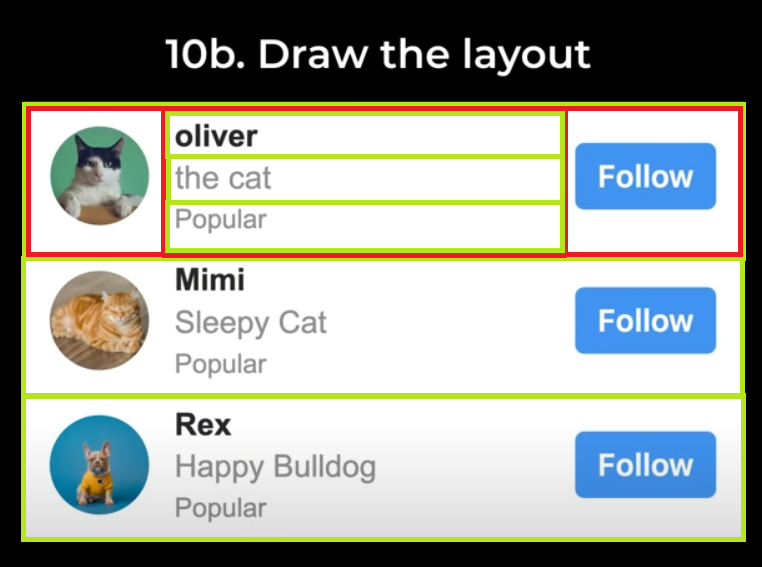 10b. Draw the layout
oliver
the cat
Popular
Follow
Mimi
Sleepy Cat
Popular
Follow
Rex
Happy Bulldog
Popular
Follow